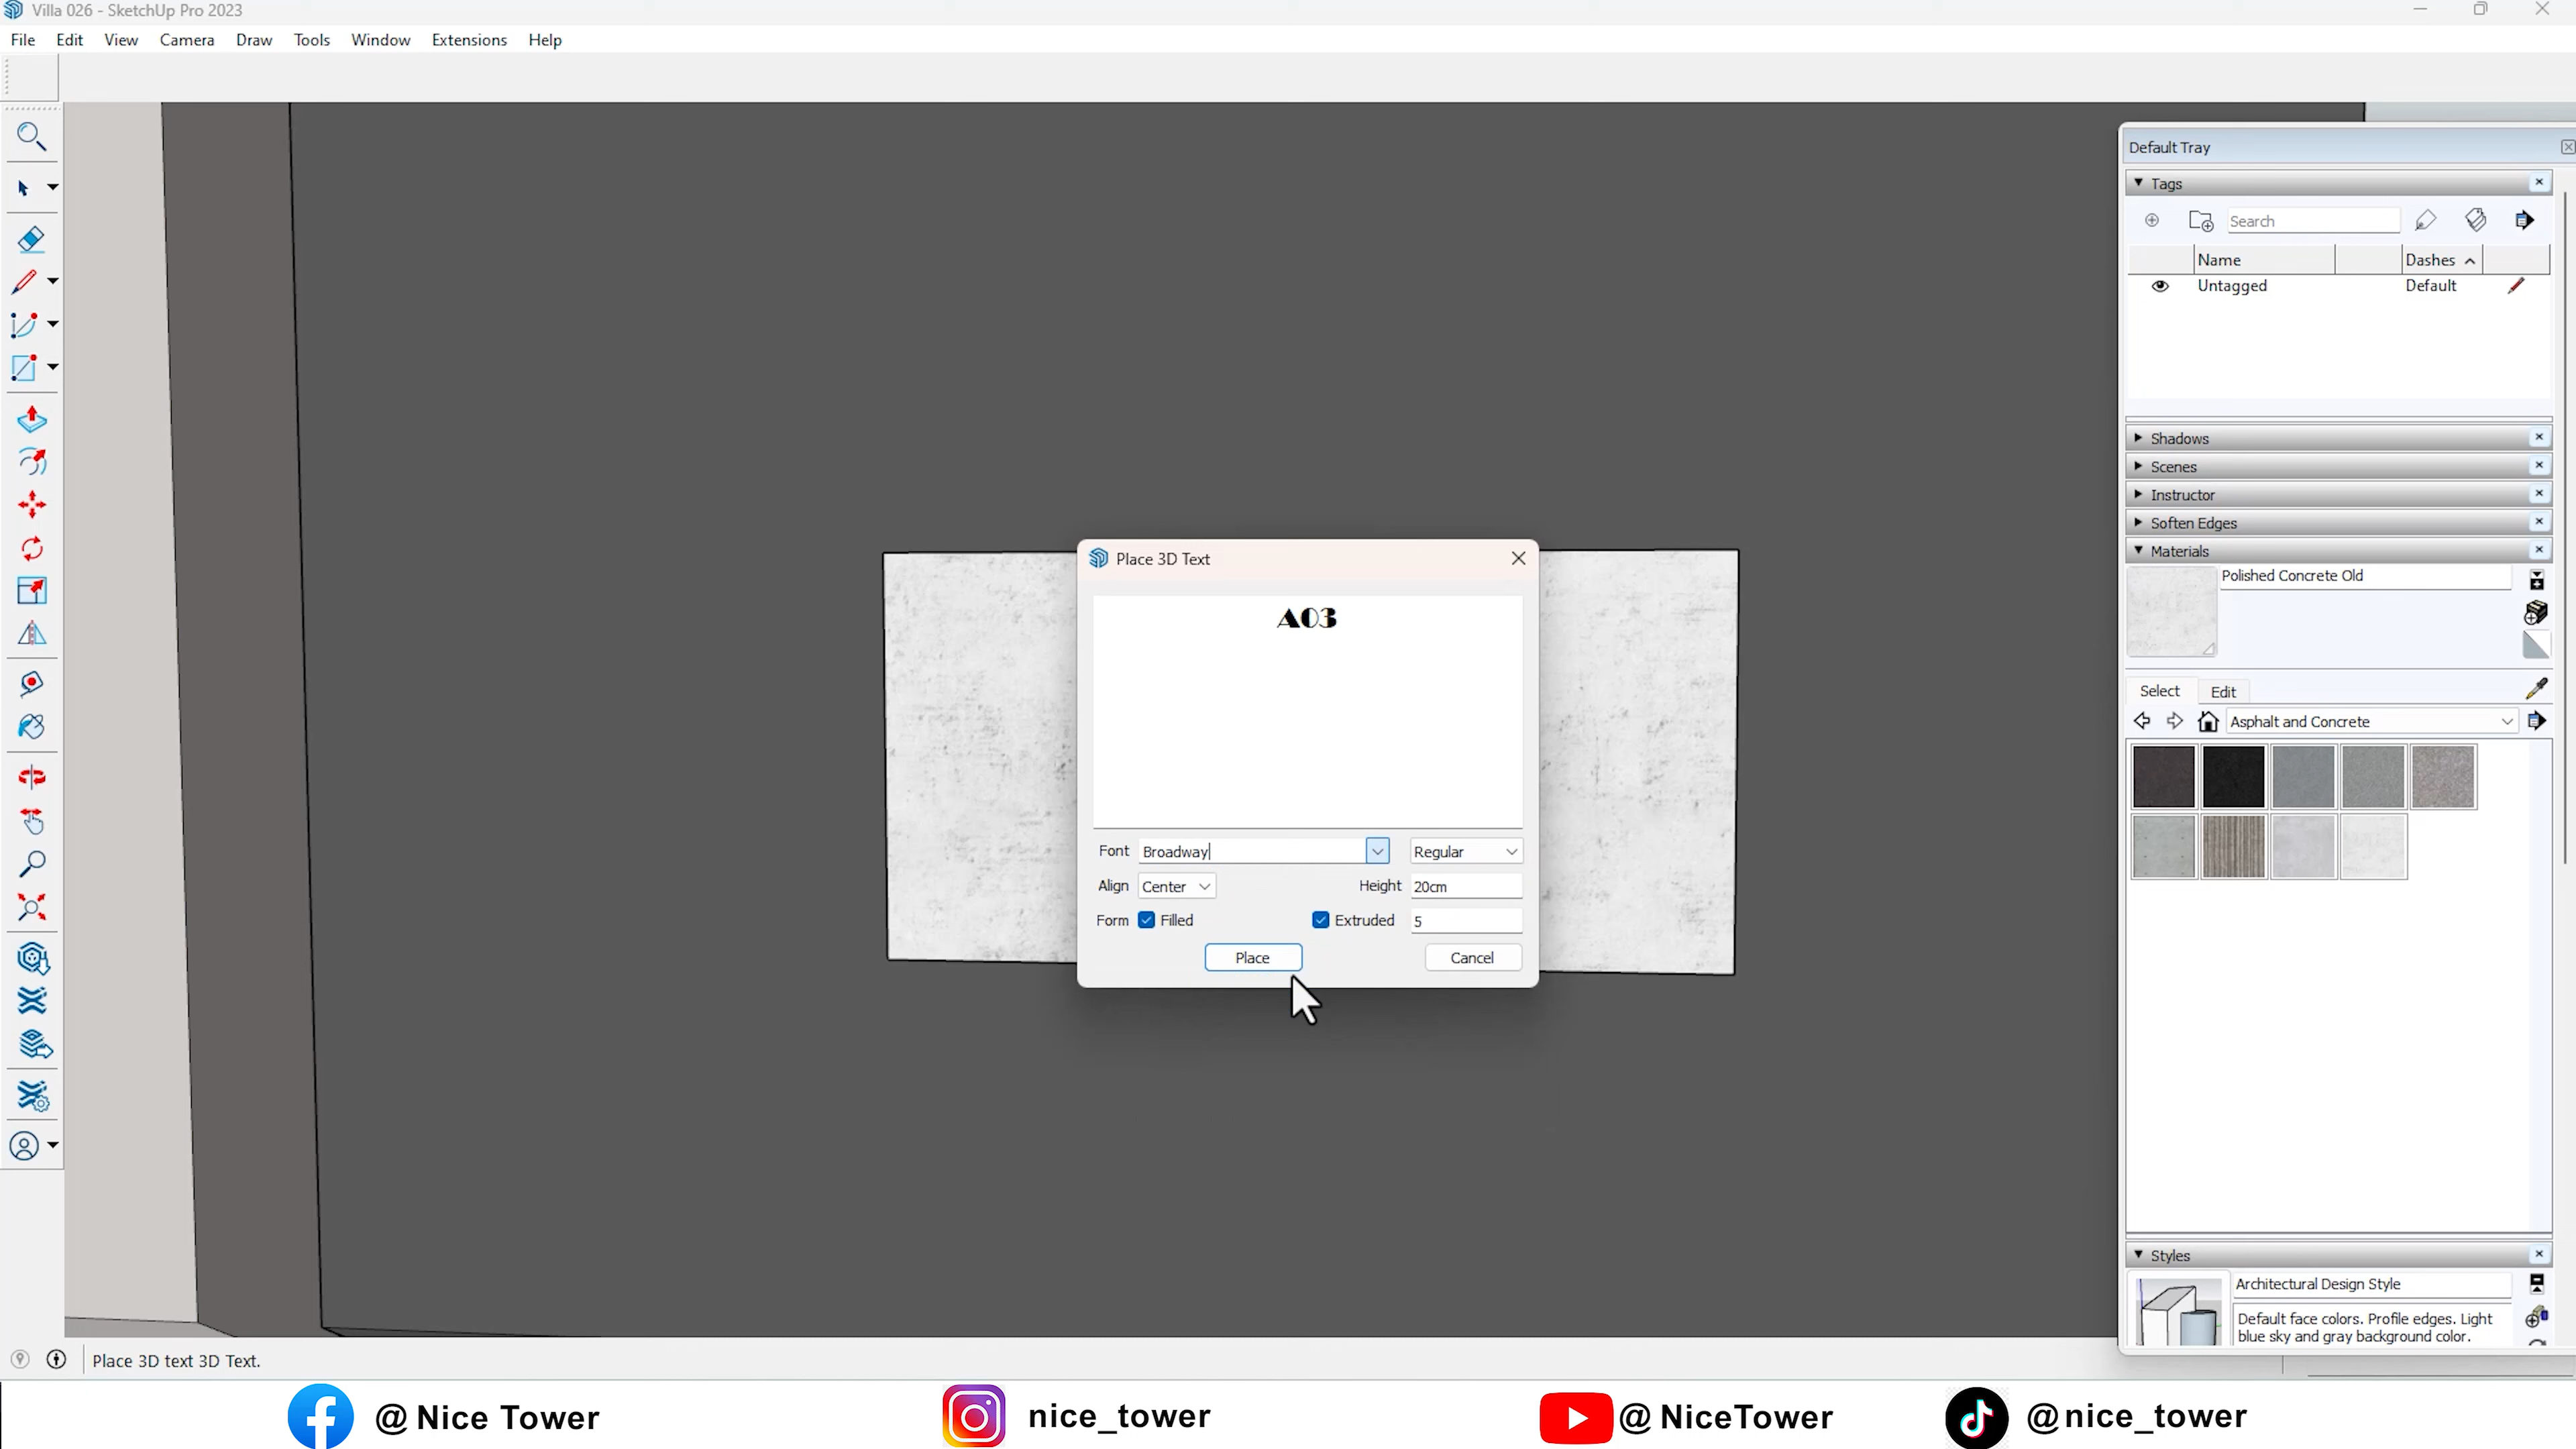 Villa 026 - SketchUp Pro 2023
File Edit View Camera Draw Tools Window Extensions Help
Default Tray
Tags
Search
Name Dashes
Untagged Default
Shadows
Scenes
Instructor
Soften Edges
Materials
Polished Concrete Old
Select Edit
Asphalt and Concrete
Styles
Architectural Design Style
Default face colors. Profile edges. Light
blue sky and gray background color.
Place 3D Text
A03
Font Broadway Regular
Align Center Height 20cm
Form Filled Extruded 5
Place Cancel
Place 3D text 3D Text.
@ Nice Tower nice_tower @ NiceTower @nice_tower